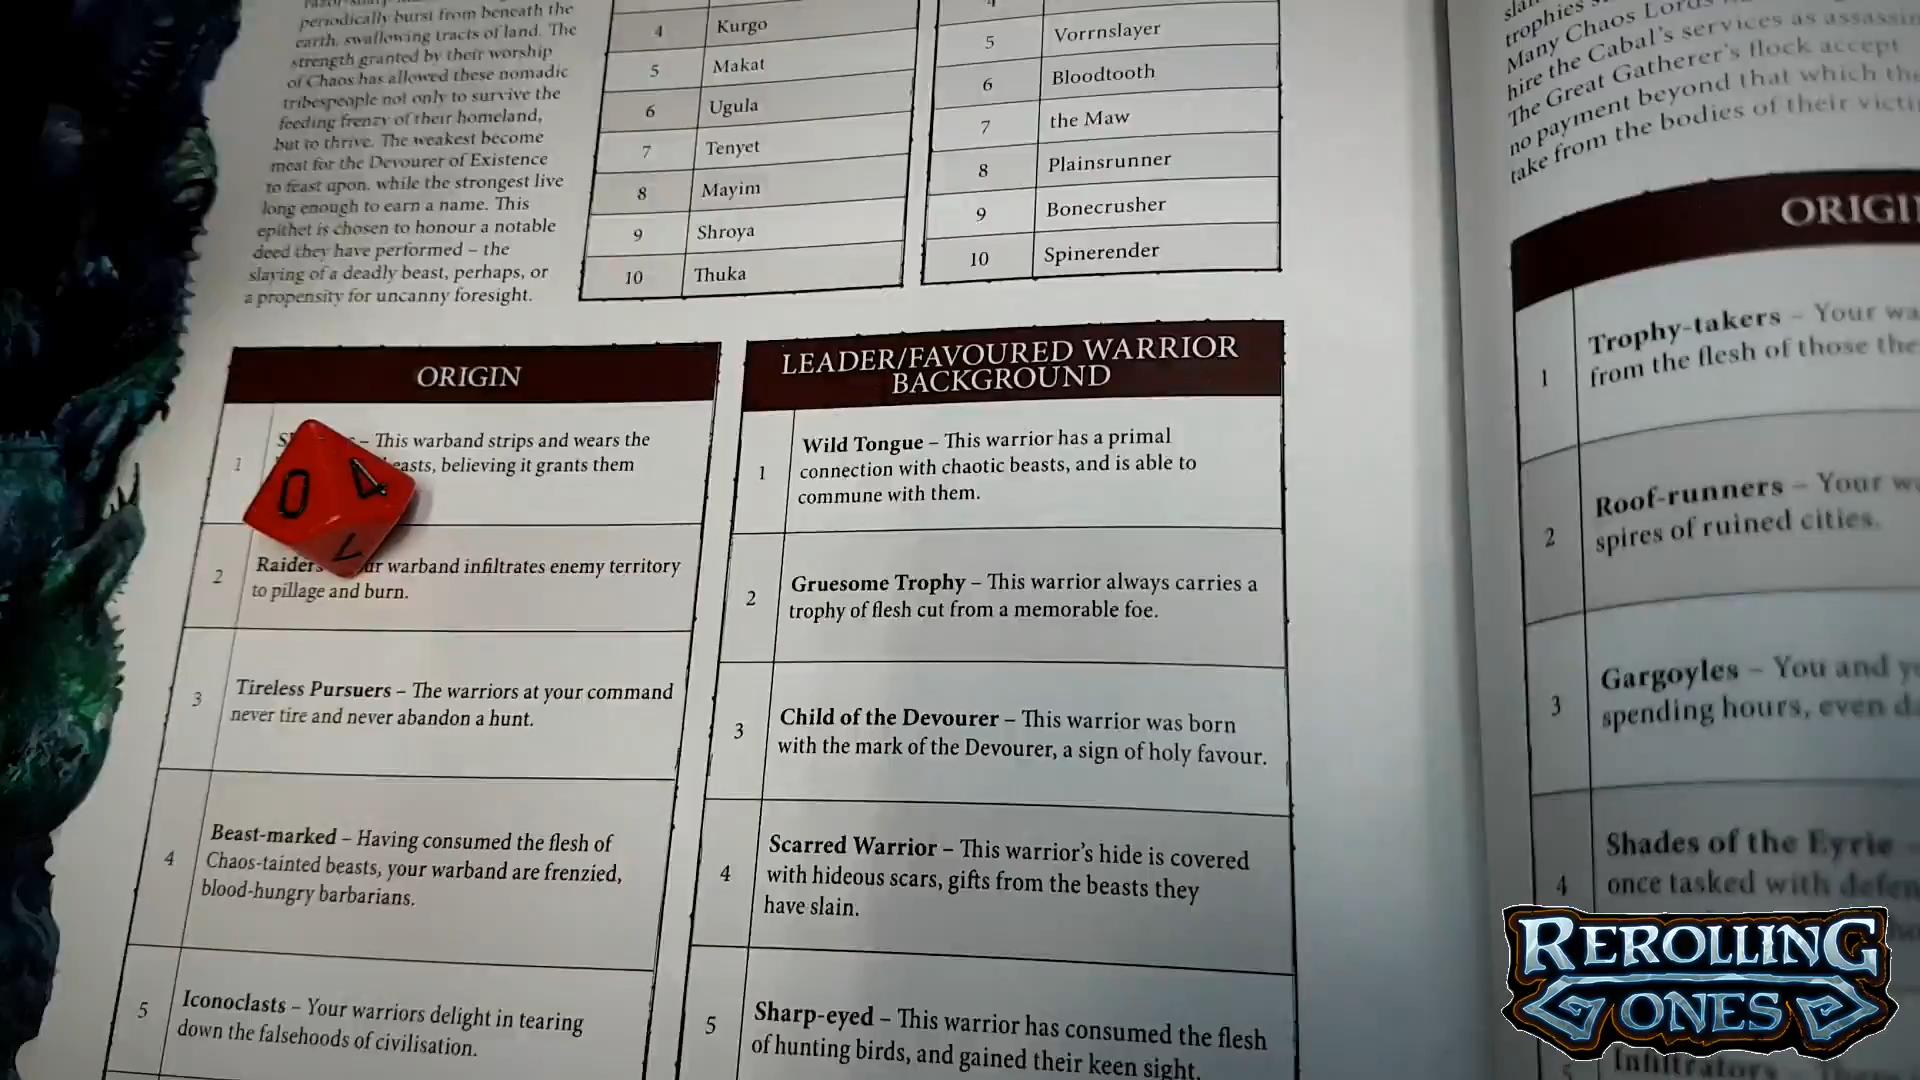 periodically burst from beneath the
earth, swallowing tracts of land. The
strength granted by their worship
of Chaos has allowed these nomadic
tribespeople not only to survive the
feeding frenzy of their homeland,
but to thrive. The weakest become
meat for the Devourer of Existence
to feast upon, while the strongest live
long enough to earn a name. This
epithet is chosen to honour a notable
deed they have performed – the
slaying of a deadly beast, perhaps, or
a propensity for uncanny foresight.
4 Kurgo
5 Makat
6 Ugula
7 Tenyet
8 Mayim
9 Shroya
10 Thuka
4
5 Vorrnslayer
6 Bloodtooth
7 the Maw
8 Plainsrunner
9 Bonecrusher
10 Spinerender
ORIGIN
1 – This warband strips and wears the
believing it grants them
2 Raiders warband infiltrates enemy territory
to pillage and burn.
3 Tireless Pursuers – The warriors at your command
never tire and never abandon a hunt.
4 Beast-marked – Having consumed the flesh of
Chaos-tainted beasts, your warband are frenzied,
blood-hungry barbarians.
5 Iconoclasts – Your warriors delight in tearing
down the falsehoods of civilisation.
0 4
7
LEADER/FAVOURED WARRIOR
BACKGROUND
1 Wild Tongue – This warrior has a primal
connection with chaotic beasts, and is able to
commune with them.
2 Gruesome Trophy – This warrior always carries a
trophy of flesh cut from a memorable foe.
3 Child of the Devourer – This warrior was born
with the mark of the Devourer, a sign of holy favour.
4 Scarred Warrior – This warrior's hide is covered
with hideous scars, gifts from the beasts they
have slain.
5 Sharp-eyed – This warrior has consumed the flesh
of hunting birds, and gained their keen sight.
trophies
Many Chaos Lords
hire the Cabal's services as
The Great Gatherer's flock accept
no payment beyond that which
take from the bodies of their
1 Trophy-takers – Your
from the flesh of those
2 Roof-runners – Your
spires of ruined cities.
3 Gargoyles – You and
spending hours, even
4 Shades of the Eyrie
once tasked with
5 Infiltrators
REROLLING
ONES